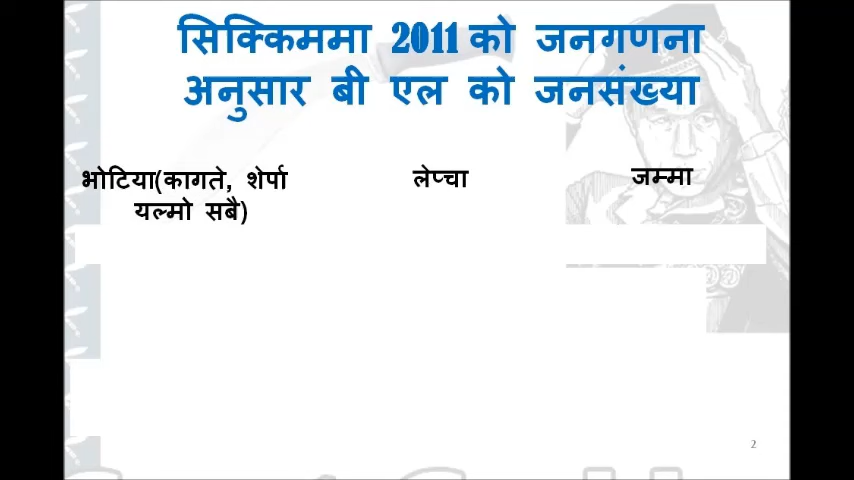 सिक्किममा 2011 को जनगणना
अनुसार बी एल को जनसंख्या
भोटिया(कागते, शेर्पा यल्मो सबै)
लेप्चा
जम्मा
2